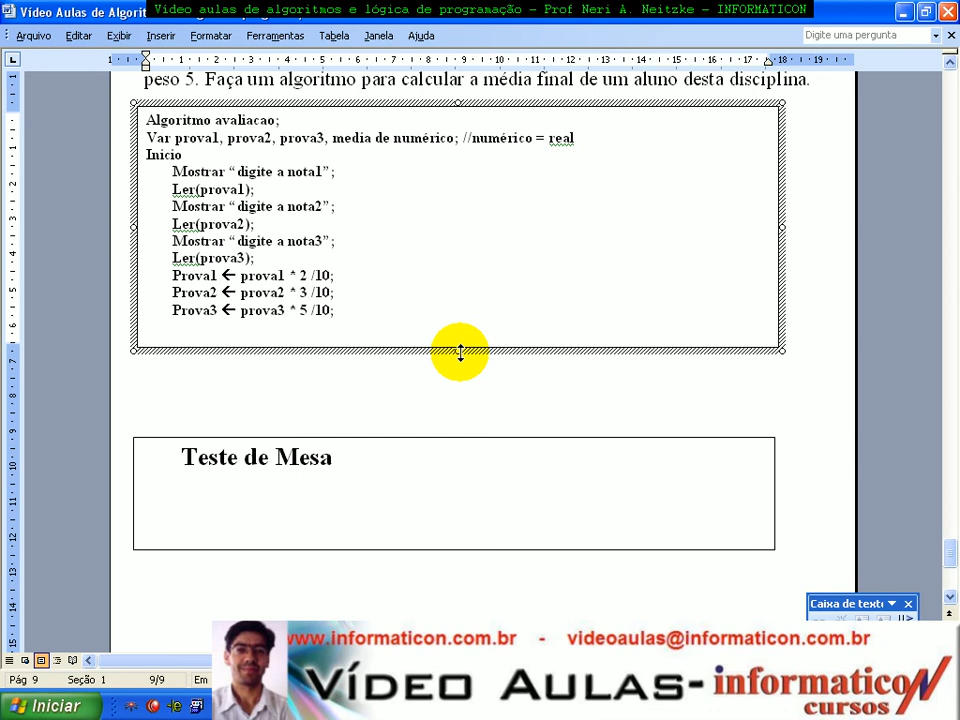 Vídeo Aulas de Algor
Vídeo aulas de algoritmos e lógica de programação - Prof Neri A. Neitzke - INFORMATICON
Arquivo Editar Exibir Inserir Formatar Ferramentas Tabela Janela Ajuda Digite uma pergunta
peso 5. Faça um algoritmo para calcular a média final de um aluno desta disciplina.
Algoritmo avaliacao;
Var prova1, prova2, prova3, media de numérico; //numérico = real
Inicio
Mostrar “digite a nota1”;
Ler(prova1);
Mostrar “digite a nota2”;
Ler(prova2);
Mostrar “digite a nota3”;
Ler(prova3);
Prova1 🡨 prova1 * 2 /10;
Prova2 🡨 prova2 * 3 /10;
Prova3 🡨 prova3 * 5 /10;
Teste de Mesa
Caixa de text
www.informaticon.com.br - videoaulas@informaticon.com.br
Vídeo Aulas- informaticon
cursos
Pág 9 Seção 1 9/9 Em
Iniciar